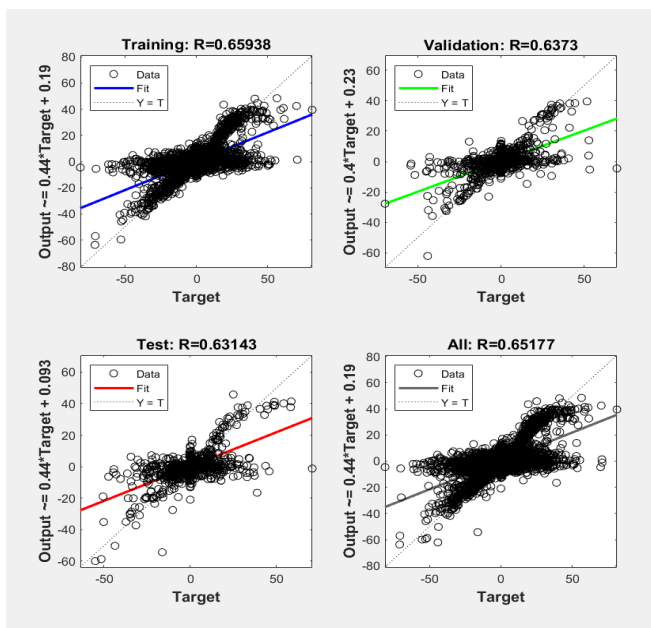 Training: R=0.65938
Output ~= 0.44*Target + 0.19
Data
Fit
Y = T
80
60
40
20
0
-20
-40
-60
80
-50
0
50
Target
Validation: R=0.6373
Output ~= 0.4*Target + 0.23
Data
Fit
Y = T
60
40
20
0
-20
-40
-60
-50
0
50
Target
Test: R=0.63143
Output ~= 0.44*Target + 0.093
Data
Fit
Y = T
60
40
20
0
-20
-40
-60
-50
0
50
Target
All: R=0.65177
Output ~= 0.44*Target + 0.19
Data
Fit
Y = T
80
60
40
20
0
-20
-40
-60
-80
-50
0
50
Target